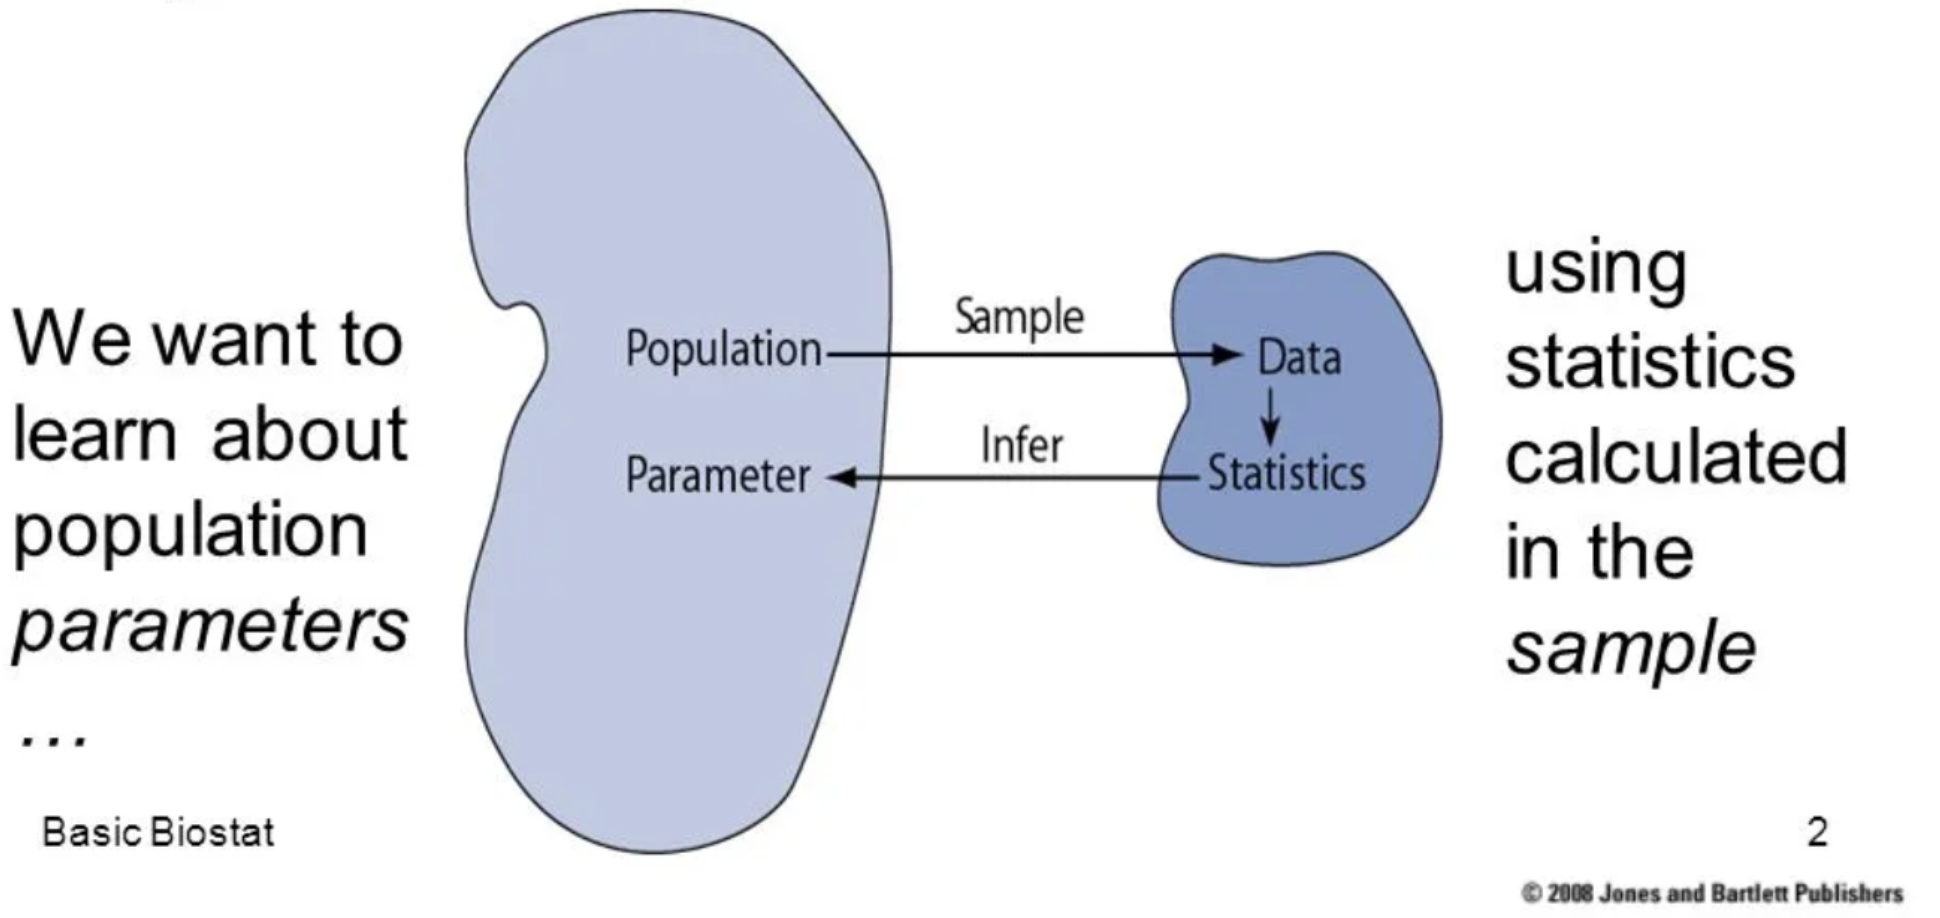 We want to
learn about
population
parameters
…
Population
Sample
Data
Parameter
Infer
Statistics
using
statistics
calculated
in the
sample
Basic Biostat
2
© 2008 Jones and Bartlett Publishers